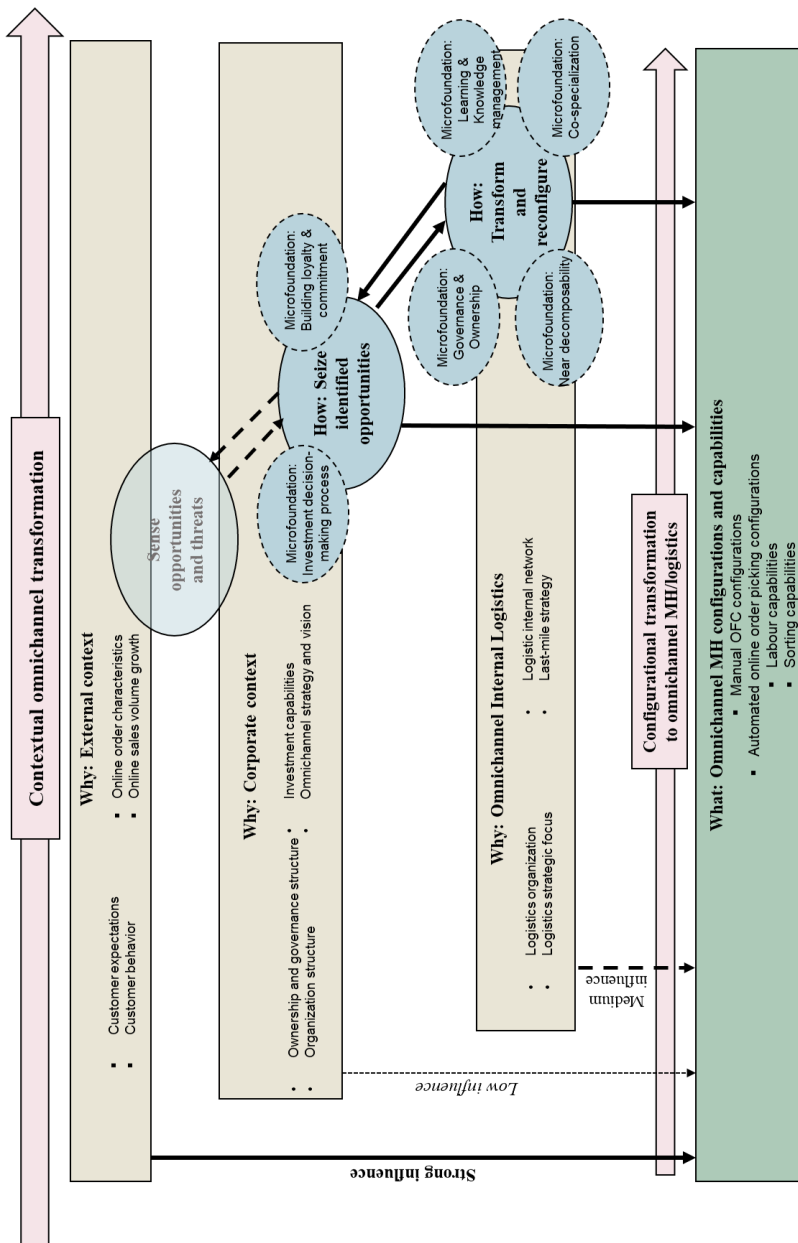 Contextual omnichannel transformation
Why: External context
▪ Customer expectations
▪ Customer behavior
▪ Online order characteristics
▪ Online sales volume growth
Sense
opportunities
and threats
Why: Corporate context
• Ownership and governance structure
• Organization structure
• Investment capabilities
• Omnichannel strategy and vision
Microfoundation:
Investment decision-
making process
How: Seize
identified
opportunities
Microfoundation:
Building loyalty &
commitment
Why: Omnichannel Internal Logistics
• Logistics organization
• Logistics strategic focus
• Logistic internal network
• Last-mile strategy
Microfoundation:
Governance &
Ownership
Microfoundation:
Learning &
Knowledge
management
How:
Transform
and
reconfigure
Microfoundation:
Near decomposability
Microfoundation:
Co-specialization
Strong influence
Low influence
Medium
influence
Configurational transformation
to omnichannel MH/logistics
What: Omnichannel MH configurations and capabilities
▪ Manual OFC configurations
▪ Automated online order picking configurations
▪ Labour capabilities
▪ Sorting capabilities